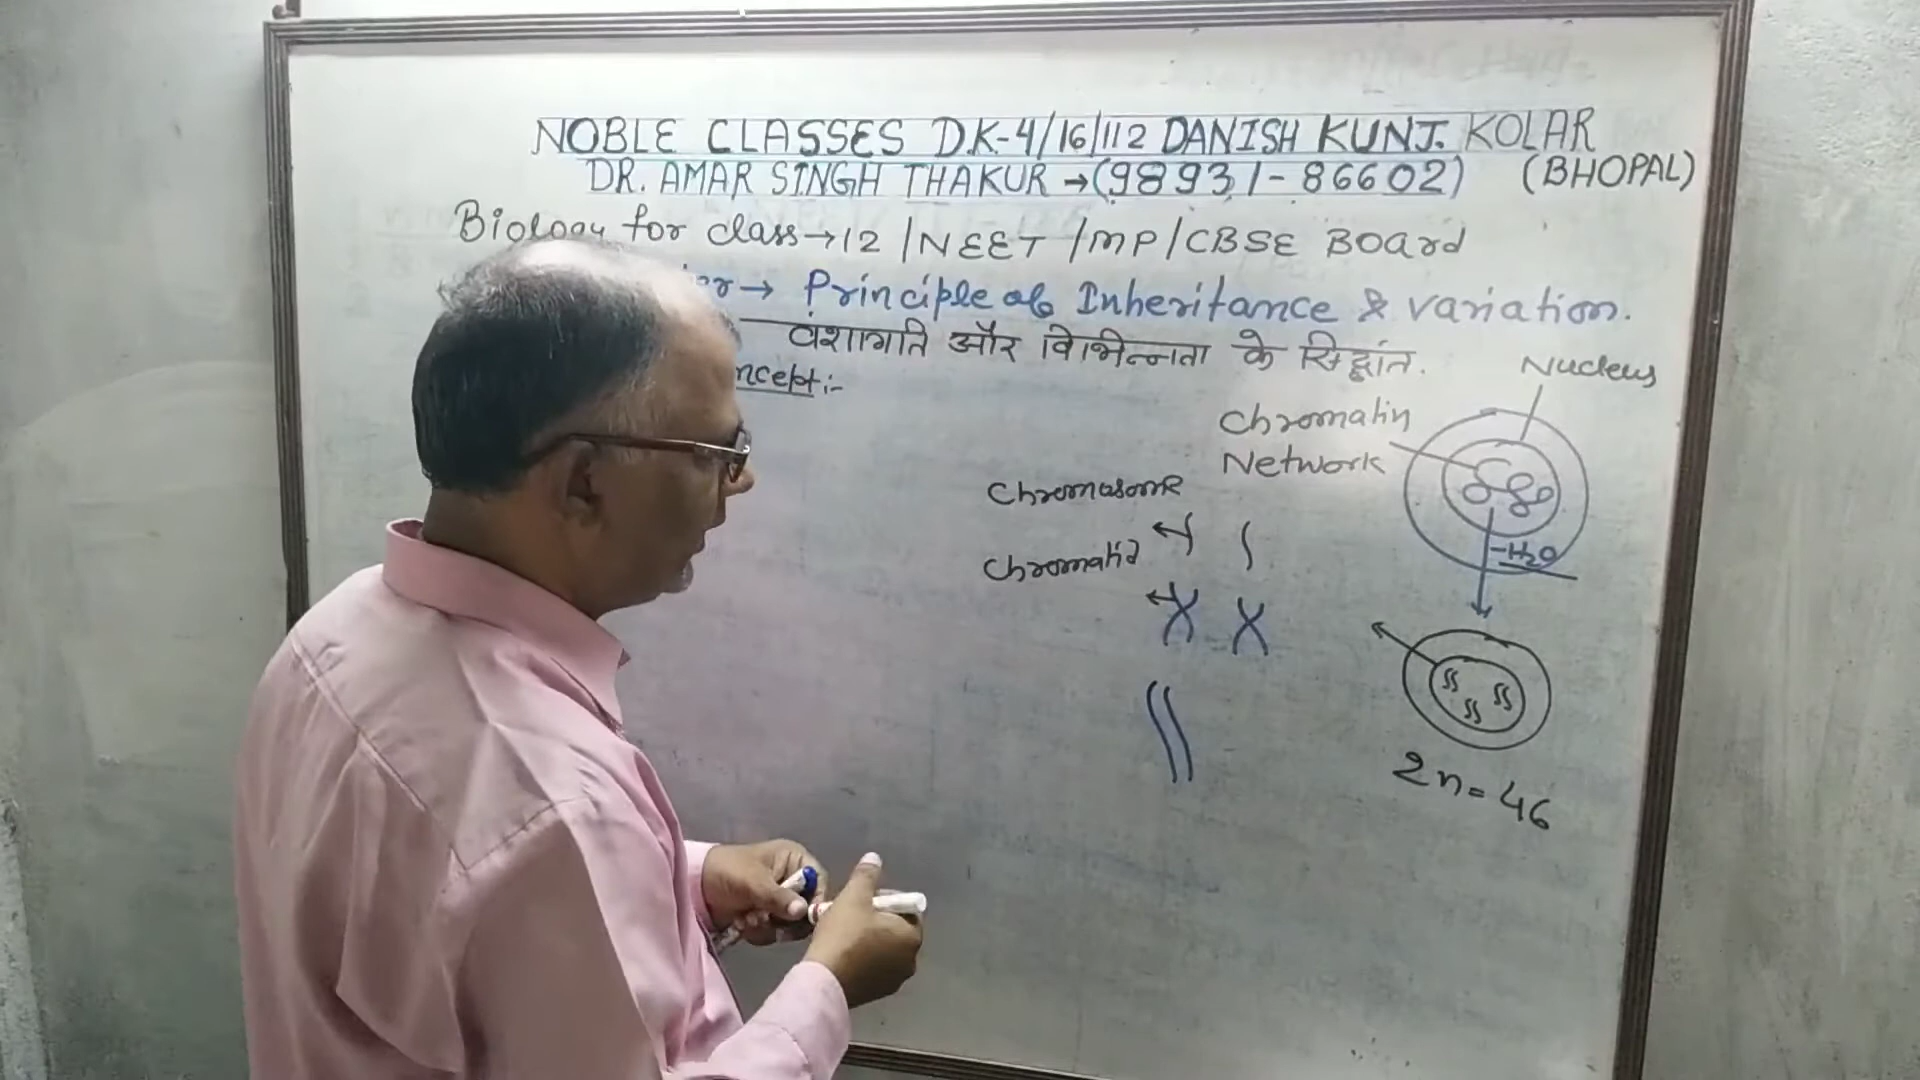 NOBLE CLASSES D.K-4/16/112 DANISH KUNJ. KOLAR
DR. AMAR SINGH THAKUR →(98931-86602) (BHOPAL)
Biology for class→12 /NEET /MP/CBSE BOard
→ Principle of Inheritance & variation.
वंशागति और विभिन्नता के सिद्धांत.
Nucleus
Chromatin
Network
Chromosome
Chromatid
-H2O
2n=46